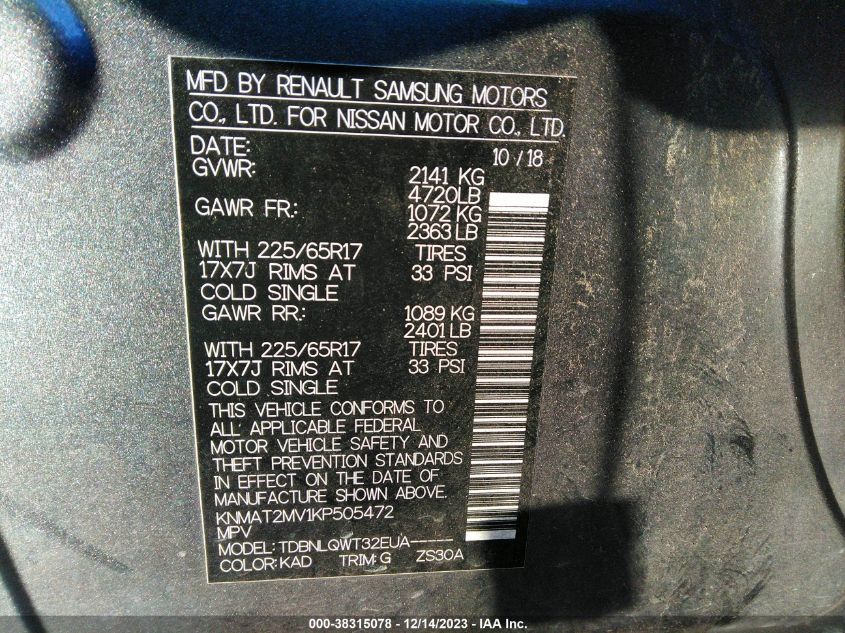 MFD BY RENAULT SAMSUNG MOTORS
CO., LTD. FOR NISSAN MOTOR CO., LTD.
DATE: 10 / 18
GVWR: 2141 KG
4720LB
GAWR FR.: 1072 KG
2363 LB
WITH 225/65R17 TIRES
17X7J RIMS AT 33 PSI
COLD SINGLE
GAWR RR.: 1089 KG
2401 LB
WITH 225/65R17 TIRES
17X7J RIMS AT 33 PSI
COLD SINGLE
THIS VEHICLE CONFORMS TO
ALL APPLICABLE FEDERAL
MOTOR VEHICLE SAFETY AND
THEFT PREVENTION STANDARDS
IN EFFECT ON THE DATE OF
MANUFACTURE SHOWN ABOVE.
KNMAT2MV1KP505472
MPV
MODEL: TDBNLQWT32EUA-----
COLOR: KAD TRIM: G ZS30A
000-38315078 - 12/14/2023 - IAA Inc.